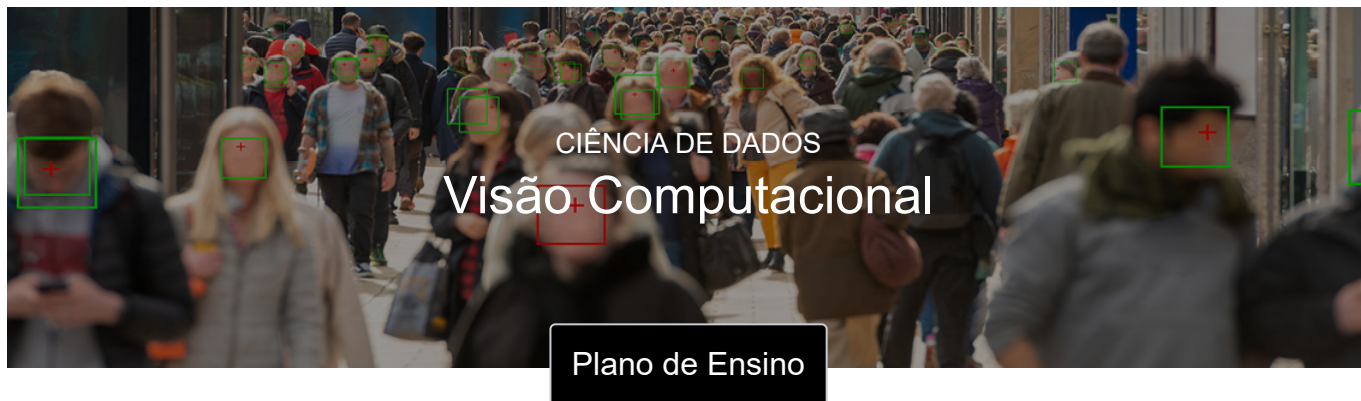 CIÊNCIA DE DADOS
Visão Computacional
Plano de Ensino